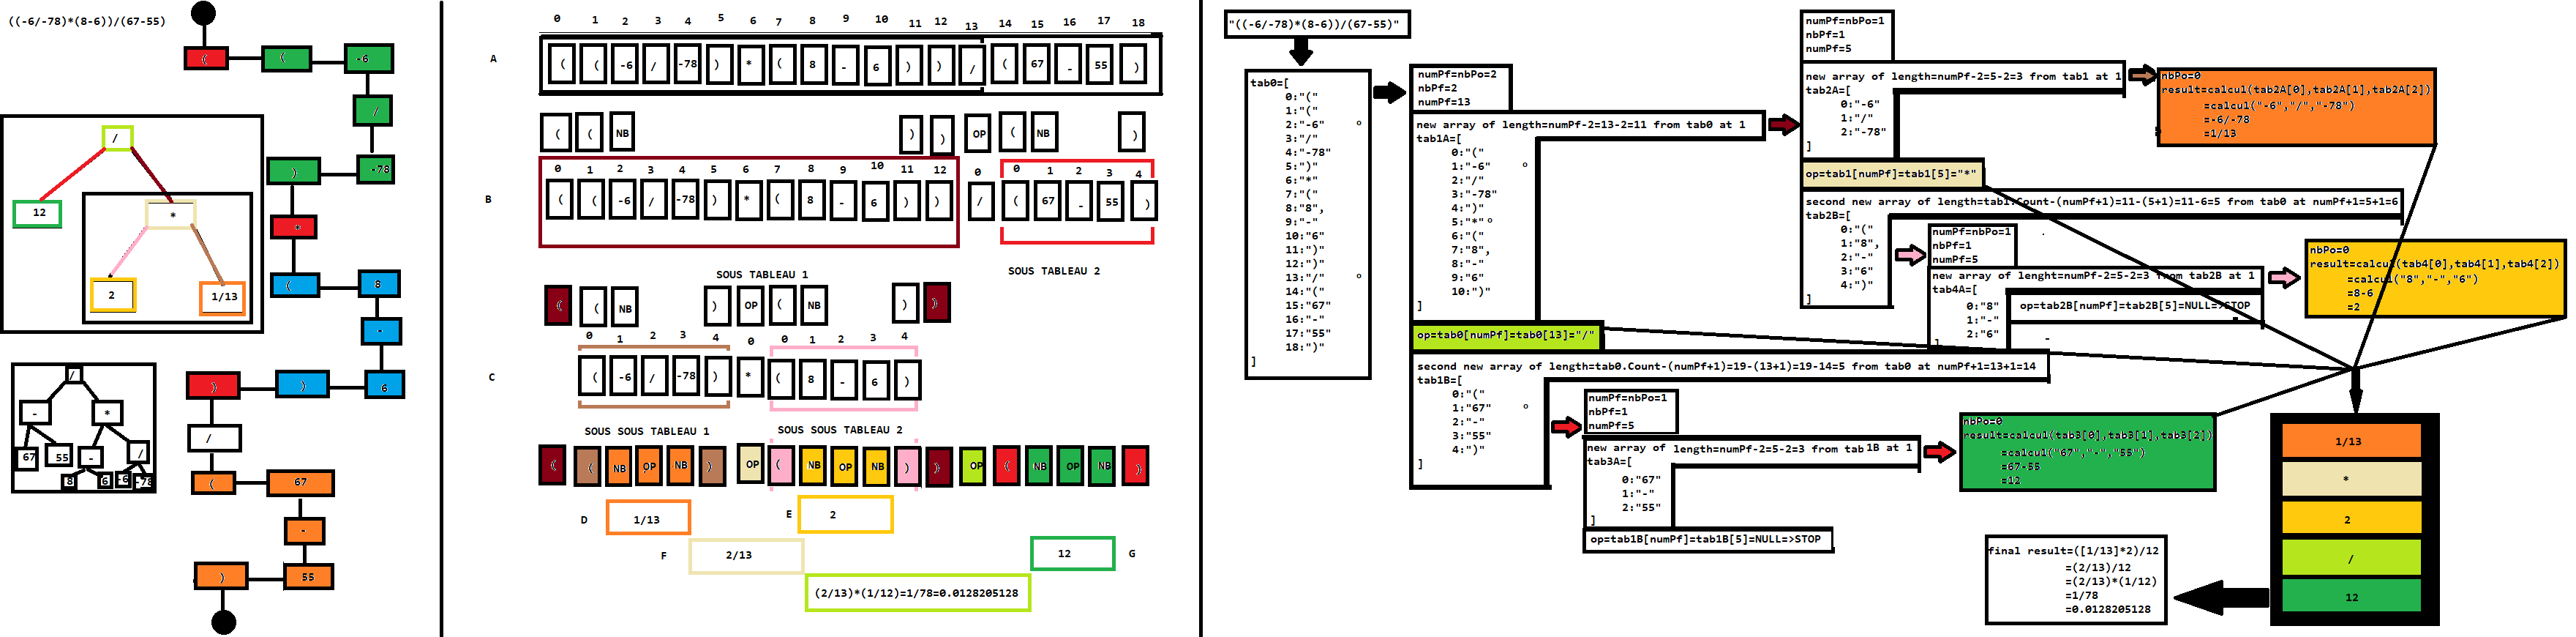 ((-6/-78)*(8-6))/(67-55)
(
(
-6
/
-78
)
*
(
8
-
6
)
)
/
(
67
-
55
)
/
12
*
2
1/13
/
-
*
67
55
-
/
8
6
-6
-78
0 1 2 3 4 5 6 7 8 9 10 11 12 13 14 15 16 17 18
A
( ( -6 / -78 ) * ( 8 - 6 ) ) / ( 67 - 55 )
( ( NB ) ) OP ( NB )
0 1 2 3 4 5 6 7 8 9 10 11 12 0 0 1 2 3 4
B
( ( -6 / -78 ) * ( 8 - 6 ) ) / ( 67 - 55 )
SOUS TABLEAU 1
SOUS TABLEAU 2
( ( NB ) OP ( NB ) )
0 1 2 3 4 0 0 1 2 3 4
C
( -6 / -78 ) * ( 8 - 6 )
SOUS SOUS TABLEAU 1
SOUS SOUS TABLEAU 2
( ( NB OP NB ) OP ( NB OP NB ) ) OP ( NB OP NB )
D
1/13
E
2
F
2/13
12
G
(2/13)*(1/12)=1/78=0.0128205128
"((-6/-78)*(8-6))/(67-55)"
tab0=[
0:"("
1:"("
2:"-6" º
3:"/"
4:"-78"
5:")"
6:"*"
7:"("
8:"8",
9:"-"
10:"6"
11:")"
12:")"
13:"/" º
14:"("
15:"67"
16:"-"
17:"55"
18:")"
]
numPf=nbPo=2
nbPf=2
numPf=13
new array of length=numPf-2=13-2=11 from tab0 at 1
tab1A=[
0:"("
1:"-6" º
2:"/"
3:"-78"
4:")"
5:"*" º
6:"("
7:"8",
8:"-"
9:"6"
10:")"
]
op=tab0[numPf]=tab0[13]="/"
second new array of length=tab0.Count-(numPf+1)=19-(13+1)=19-14=5 from tab0 at numPf+1=13+1=14
tab1B=[
0:"("
1:"67" º
2:"-"
3:"55"
4:")"
]
numPf=nbPo=1
nbPf=1
numPf=5
new array of length=numPf-2=5-2=3 from tab1B at 1
tab3A=[
0:"67"
1:"-"
2:"55"
]
op=tab1B[numPf]=tab1B[5]=NULL=>STOP
numPf=nbPo=1
nbPf=1
numPf=5
new array of length=numPf-2=5-2=3 from tab1 at 1
tab2A=[
0:"-6"
1:"/"
2:"-78"
]
op=tab1[numPf]=tab1[5]="*"
second new array of length=tab1.Count-(numPf+1)=11-(5+1)=11-6=5 from tab0 at numPf+1=5+1=6
tab2B=[
0:"("
1:"8",
2:"-"
3:"6"
4:")"
]
numPf=nbPo=1
nbPf=1
numPf=5
new array of lenght=numPf-2=5-2=3 from tab2B at 1
tab4A=[
0:"8"
1:"-"
2:"6"
]
op=tab2B[numPf]=tab2B[5]=NULL=>STOP
nbPo=0
result=calcul(tab2A[0],tab2A[1],tab2A[2])
=calcul("-6","/","-78")
=-6/-78
=1/13
nbPo=0
result=calcul(tab4[0],tab4[1],tab4[2])
=calcul("8","-","6")
=8-6
=2
nbPo=0
result=calcul(tab3[0],tab3[1],tab3[2])
=calcul("67","-","55")
=67-55
=12
1/13
*
2
/
12
final result=([1/13]*2)/12
=(2/13)/12
=(2/13)*(1/12)
=1/78
=0.0128205128